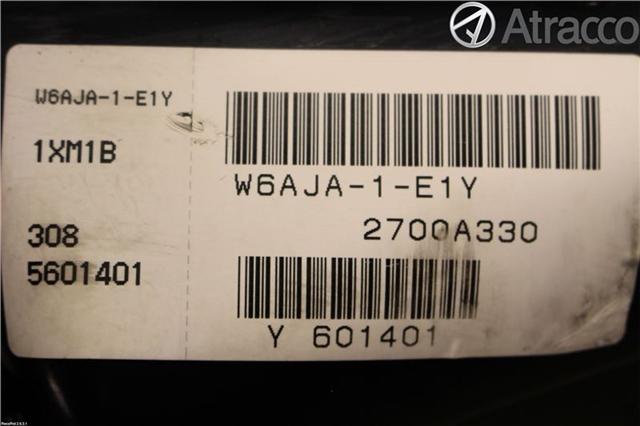 Atracco
W6AJA-1-E1Y
1XM1B
W6AJA-1-E1Y
308
2700A330
5601401
Y 601401